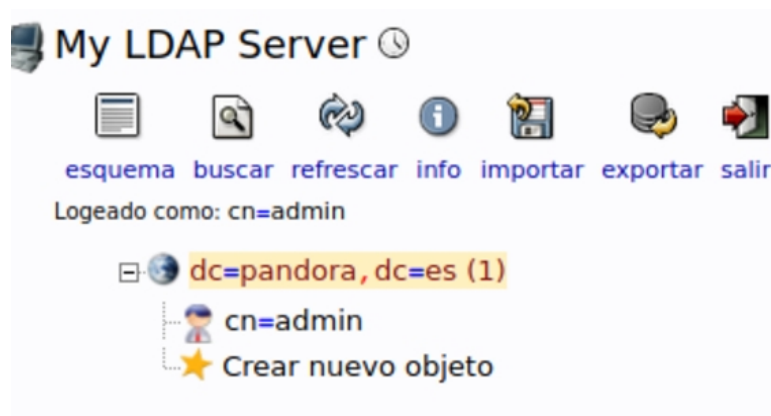 My LDAP Server
esquema buscar refrescar info importar exportar salir
Logeado como: cn=admin
dc=pandora,dc=es (1)
cn=admin
Crear nuevo objeto